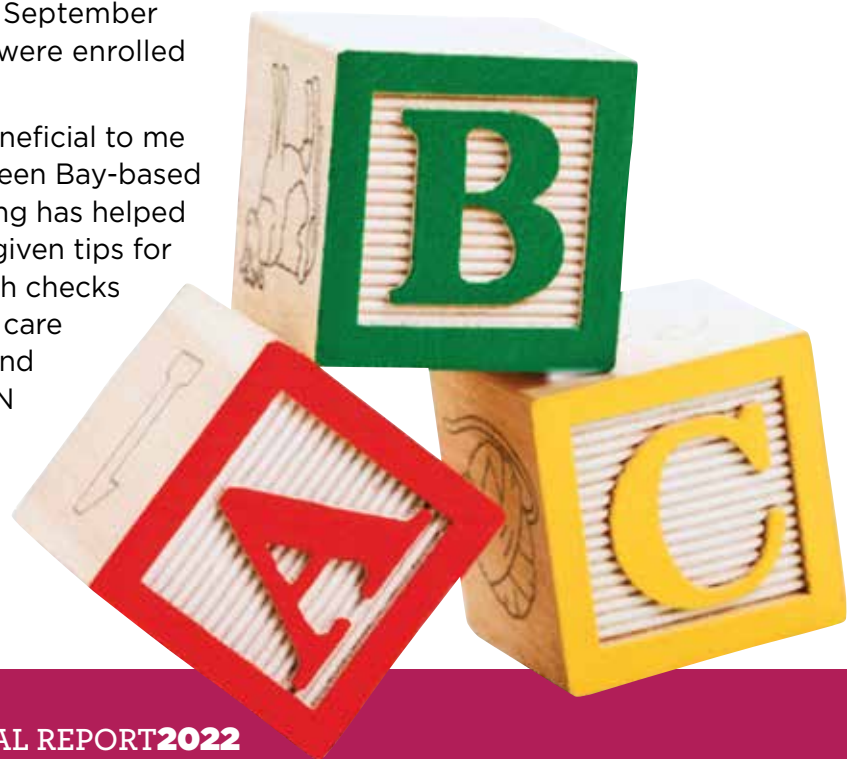 September
were enrolled
neficial to me
een Bay-based
ng has helped
given tips for
h checks
care
nd
N
B
A
C
AL REPORT2022